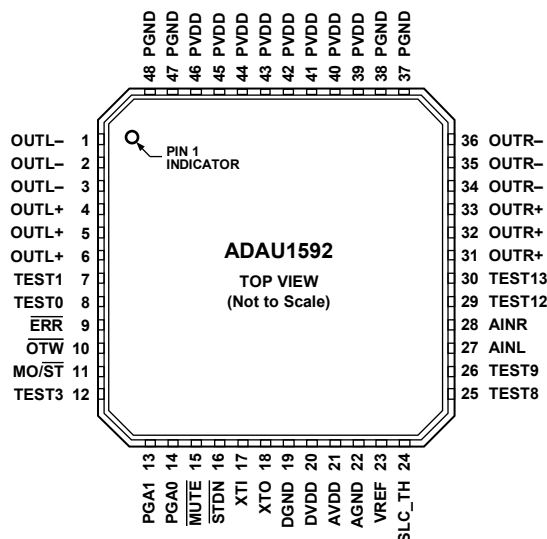 48 PGND
47 PGND
46 PVDD
45 PVDD
44 PVDD
43 PVDD
42 PVDD
41 PVDD
40 PVDD
39 PVDD
38 PGND
37 PGND
OUTL– 1
OUTL– 2
OUTL– 3
OUTL+ 4
OUTL+ 5
OUTL+ 6
TEST1 7
TEST0 8
ERR 9
OTW 10
MO/ST 11
TEST3 12
PIN 1
INDICATOR
ADAU1592
TOP VIEW
(Not to Scale)
36 OUTR–
35 OUTR–
34 OUTR–
33 OUTR+
32 OUTR+
31 OUTR+
30 TEST13
29 TEST12
28 AINR
27 AINL
26 TEST9
25 TEST8
PGA1 13
PGA0 14
MUTE 15
STDN 16
XTI 17
XTO 18
DGND 19
DVDD 20
AVDD 21
AGND 22
VREF 23
SLC_TH 24